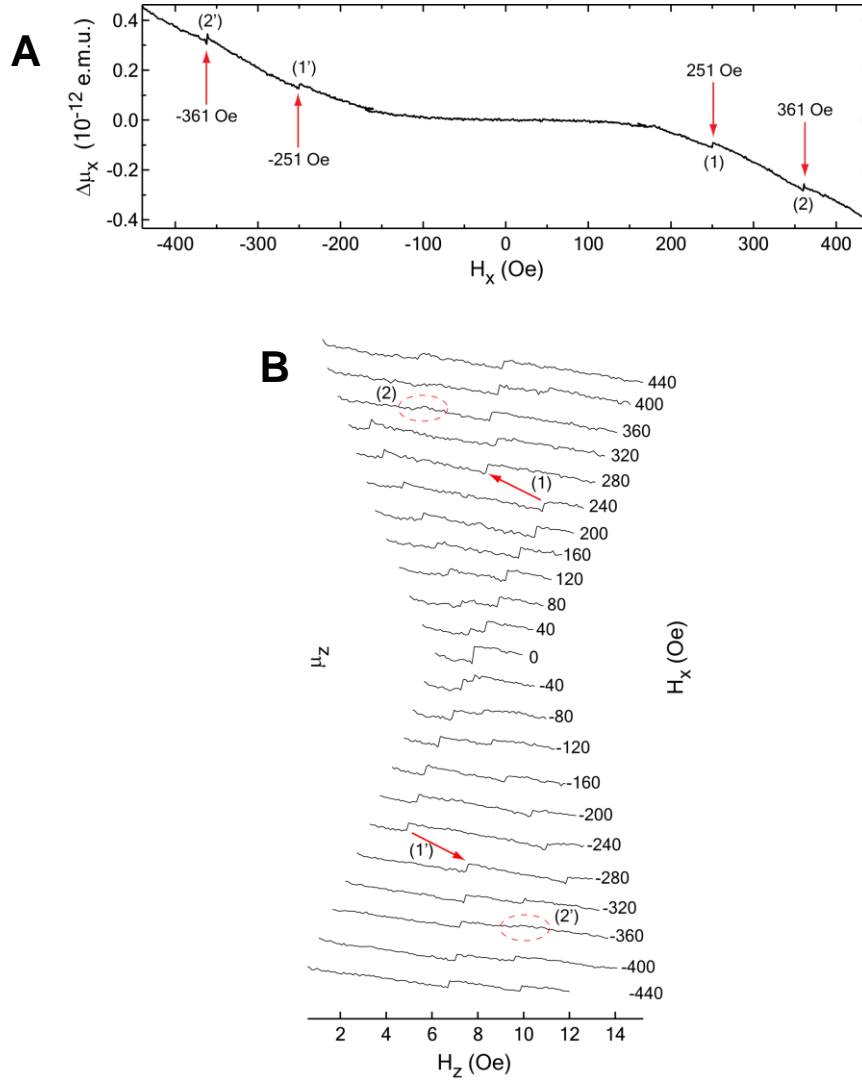 A
Δμx (10-12 e.m.u.)
0.4
0.2
0.0
-0.2
-0.4
(2')
-361 Oe
(1')
-251 Oe
251 Oe
(1)
361 Oe
(2)
-400 -300 -200 -100 0 100 200 300 400
Hx (Oe)
B
440
400
(2)
360
320
280
(1)
240
200
160
120
80
40
0
-40
-80
-120
-160
-200
-240
(1')
-280
-320
(2')
-360
-400
-440
μz
Hx (Oe)
2 4 6 8 10 12 14
Hz (Oe)